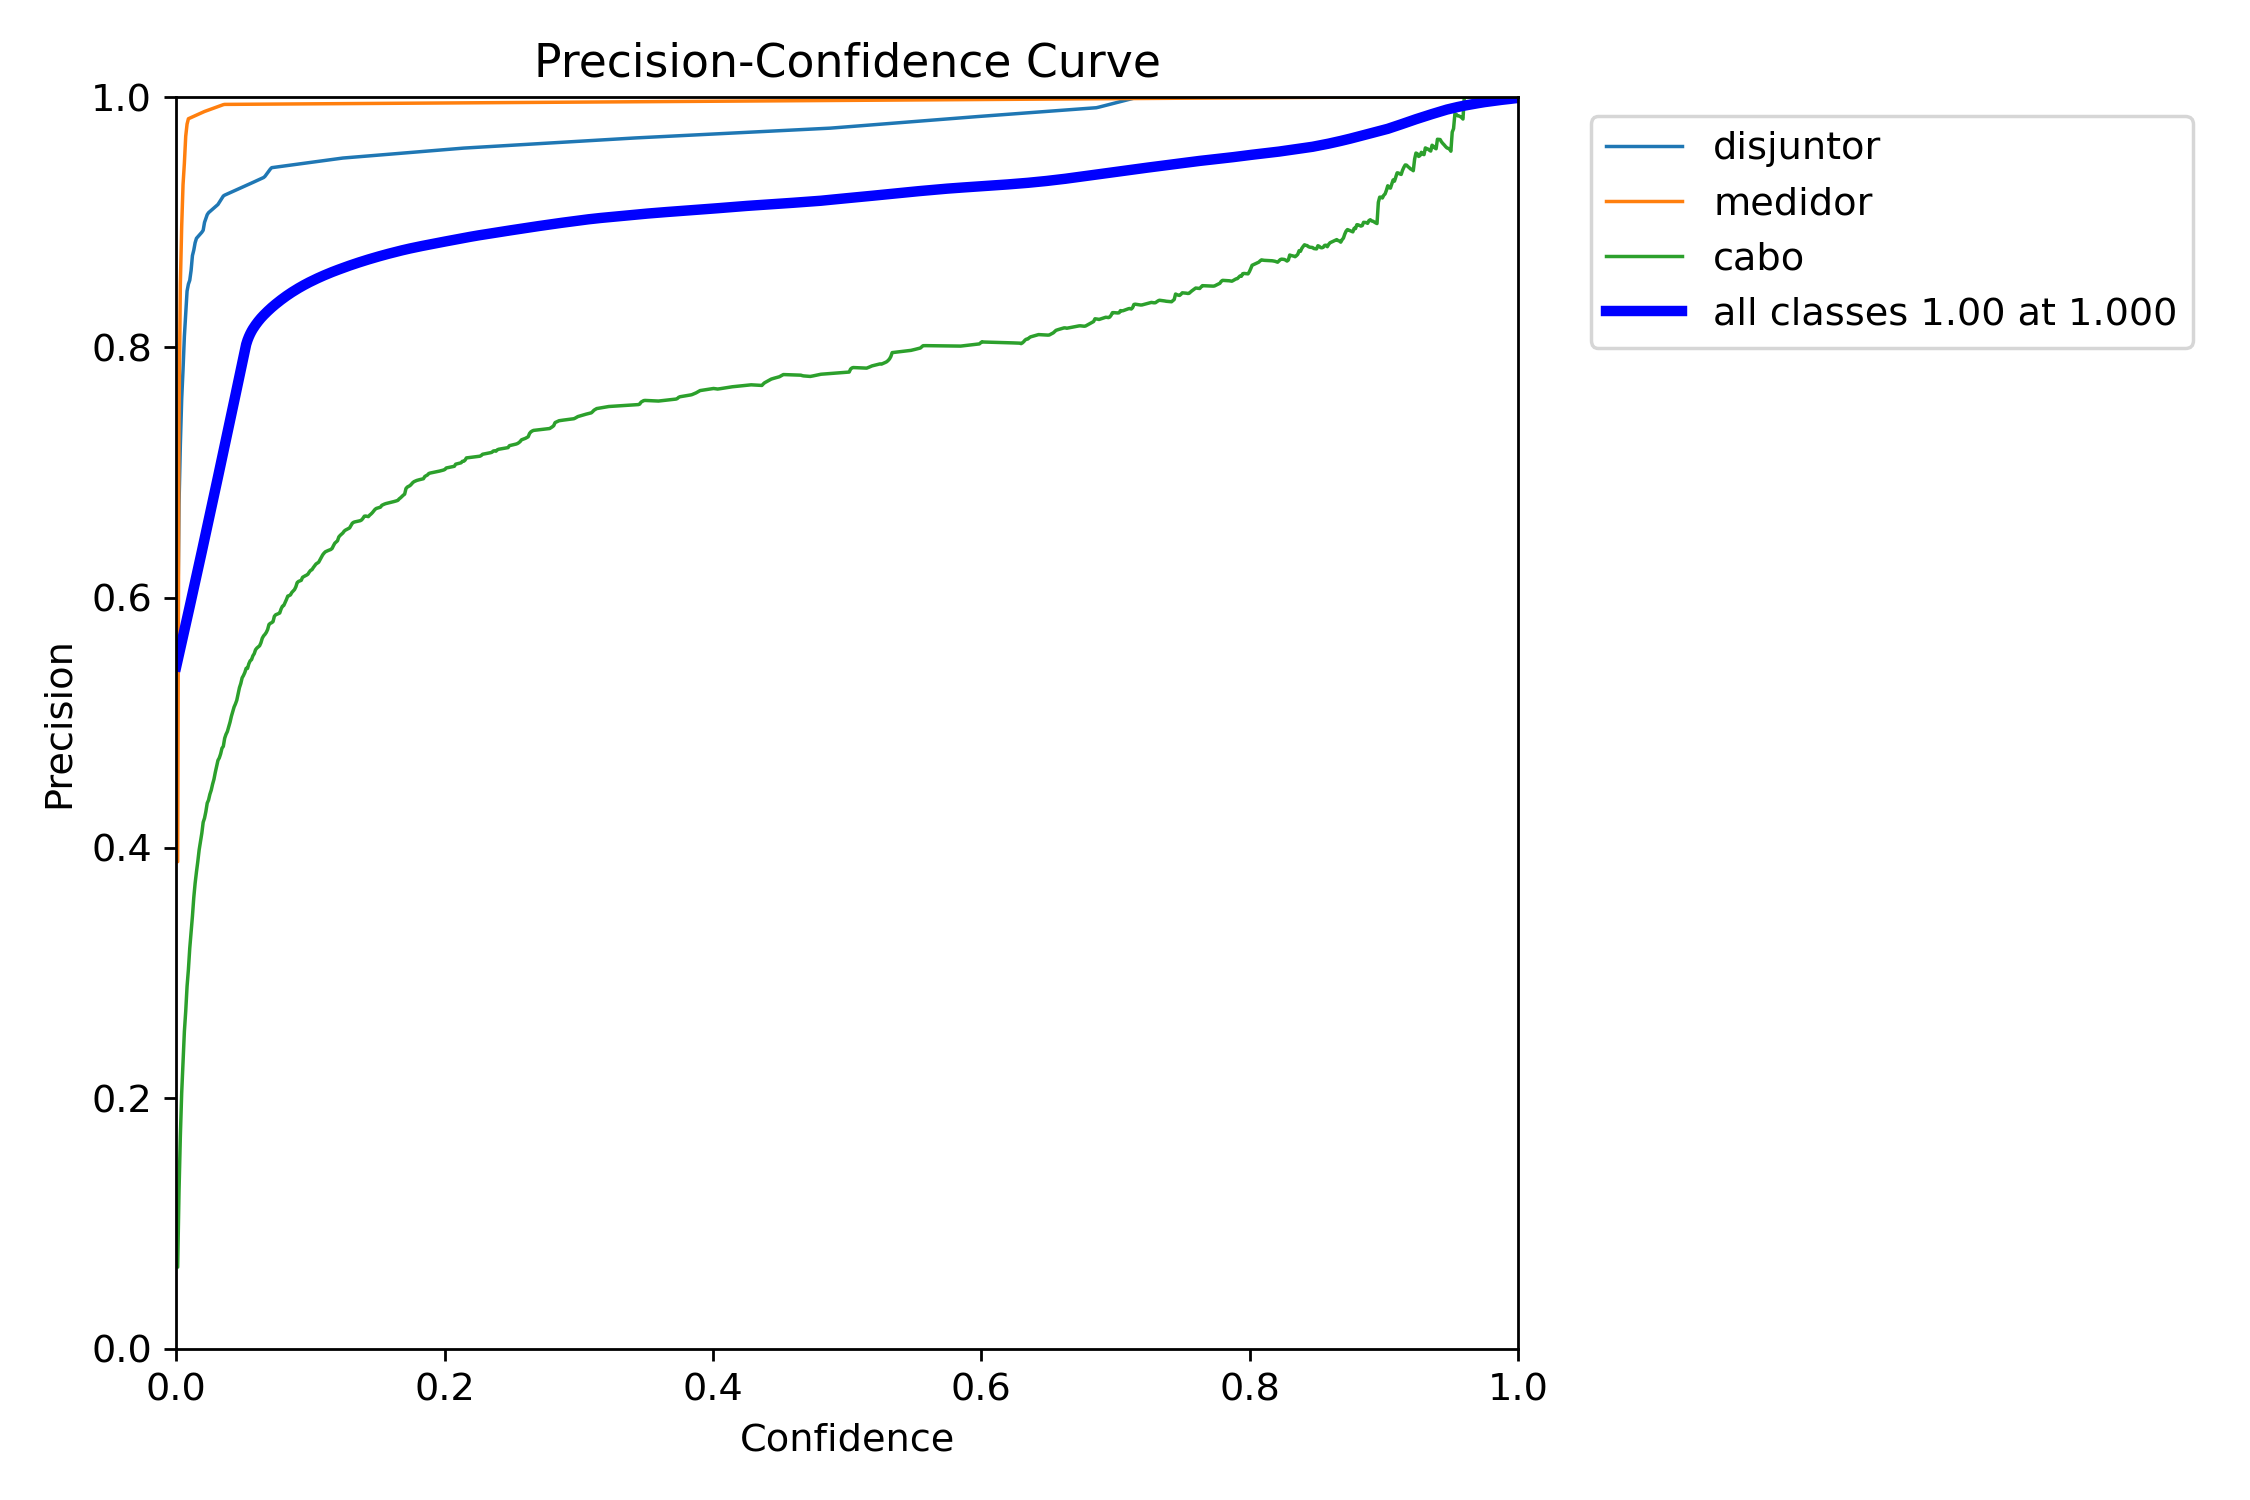 Precision-Confidence Curve
1.0
0.8
0.6
0.4
0.2
0.0
Precision
0.0 0.2 0.4 0.6 0.8 1.0
Confidence
disjuntor
medidor
cabo
all classes 1.00 at 1.000